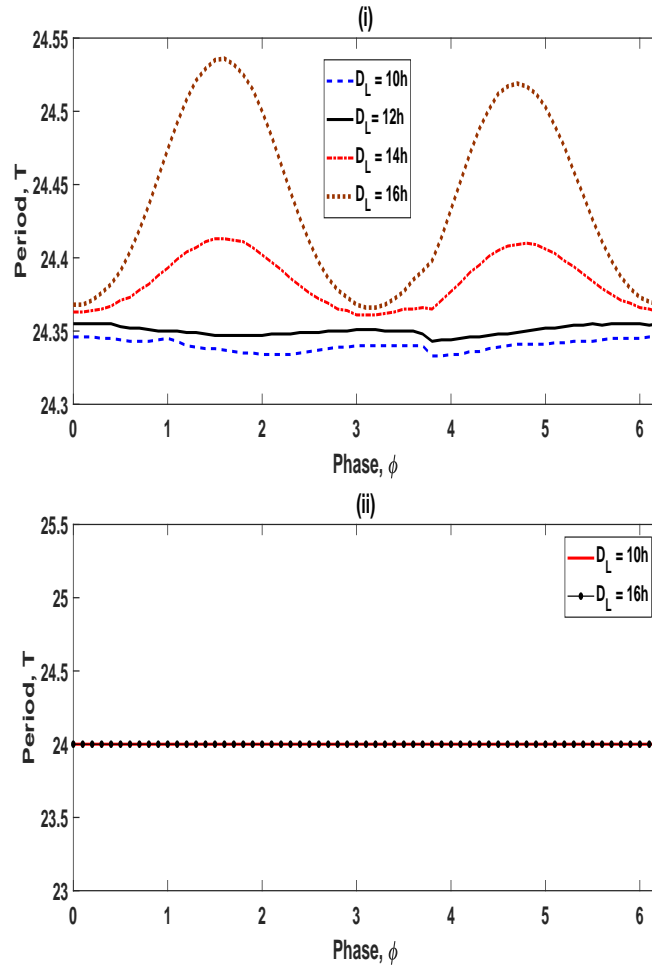 (i)
24.55
24.5
24.45
24.4
24.35
24.3
Period, T
D_L = 10h
D_L = 12h
D_L = 14h
D_L = 16h
0 1 2 3 4 5 6
Phase, ϕ
(ii)
25.5
25
24.5
24
23.5
23
Period, T
D_L = 10h
D_L = 16h
0 1 2 3 4 5 6
Phase, ϕ